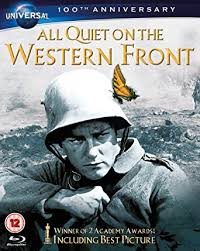 UNIVERSAL
100TH ANNIVERSARY
ALL QUIET ON THE
WESTERN FRONT
WINNER OF 2 ACADEMY AWARDS®
INCLUDING BEST PICTURE
12
Blu-ray Disc